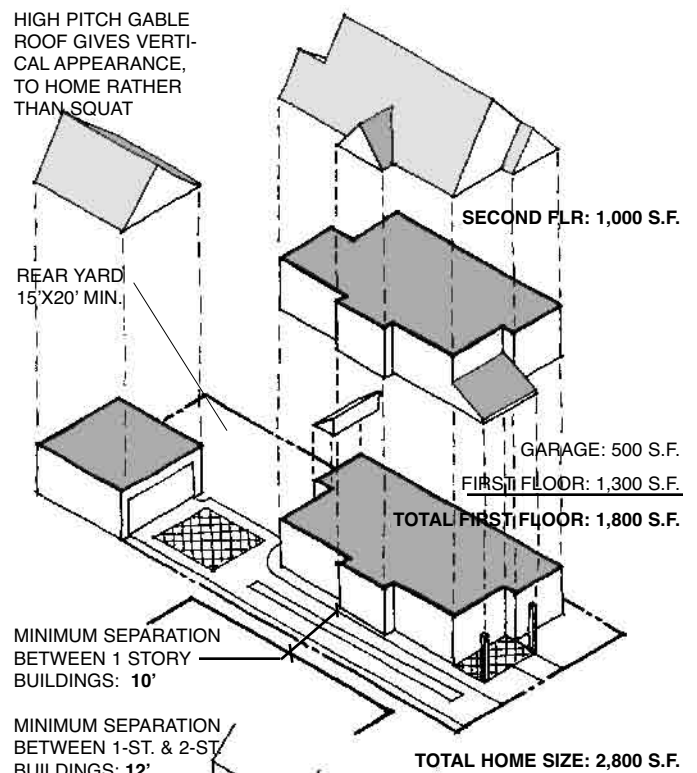 HIGH PITCH GABLE
ROOF GIVES VERTI-
CAL APPEARANCE,
TO HOME RATHER
THAN SQUAT
SECOND FLR: 1,000 S.F.
REAR YARD
15'X20' MIN.
GARAGE: 500 S.F.
FIRST FLOOR: 1,300 S.F.
TOTAL FIRST FLOOR: 1,800 S.F.
MINIMUM SEPARATION
BETWEEN 1 STORY
BUILDINGS: 10'
MINIMUM SEPARATION
BETWEEN 1-ST. & 2-ST.
BUILDINGS: 12'
TOTAL HOME SIZE: 2,800 S.F.